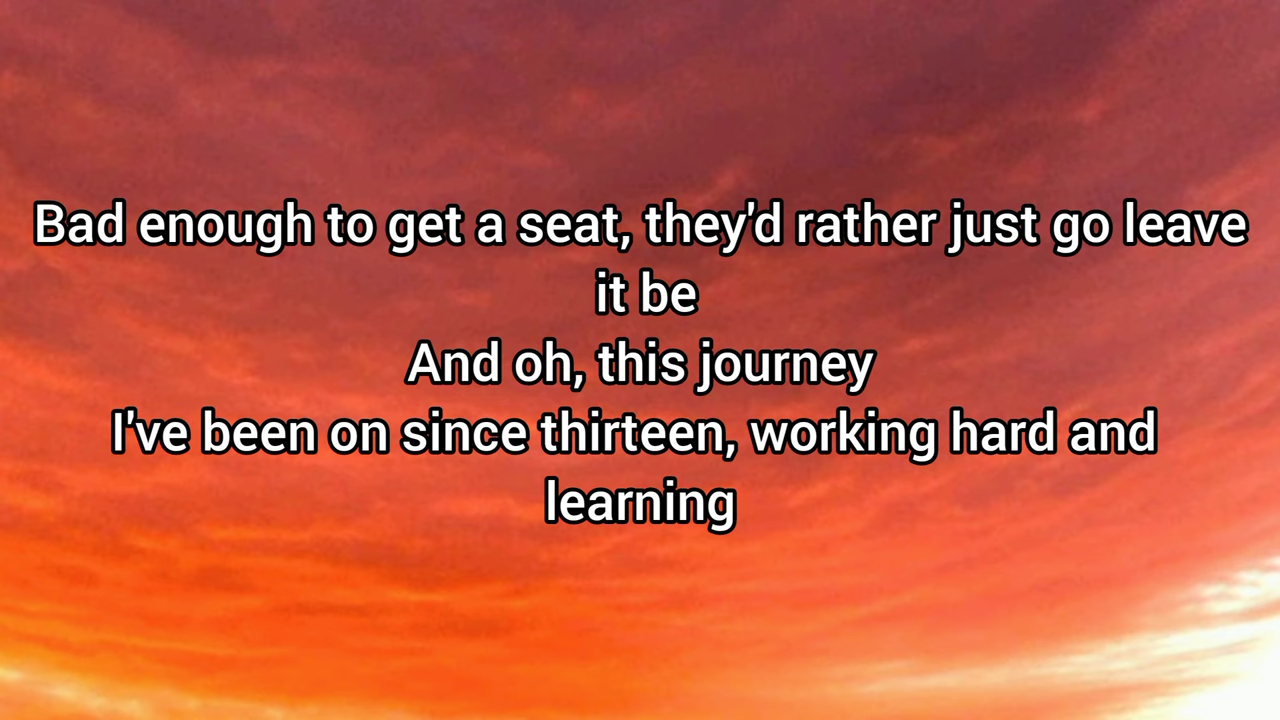 Bad enough to get a seat, they'd rather just go leave
it be
And oh, this journey
I've been on since thirteen, working hard and
learning